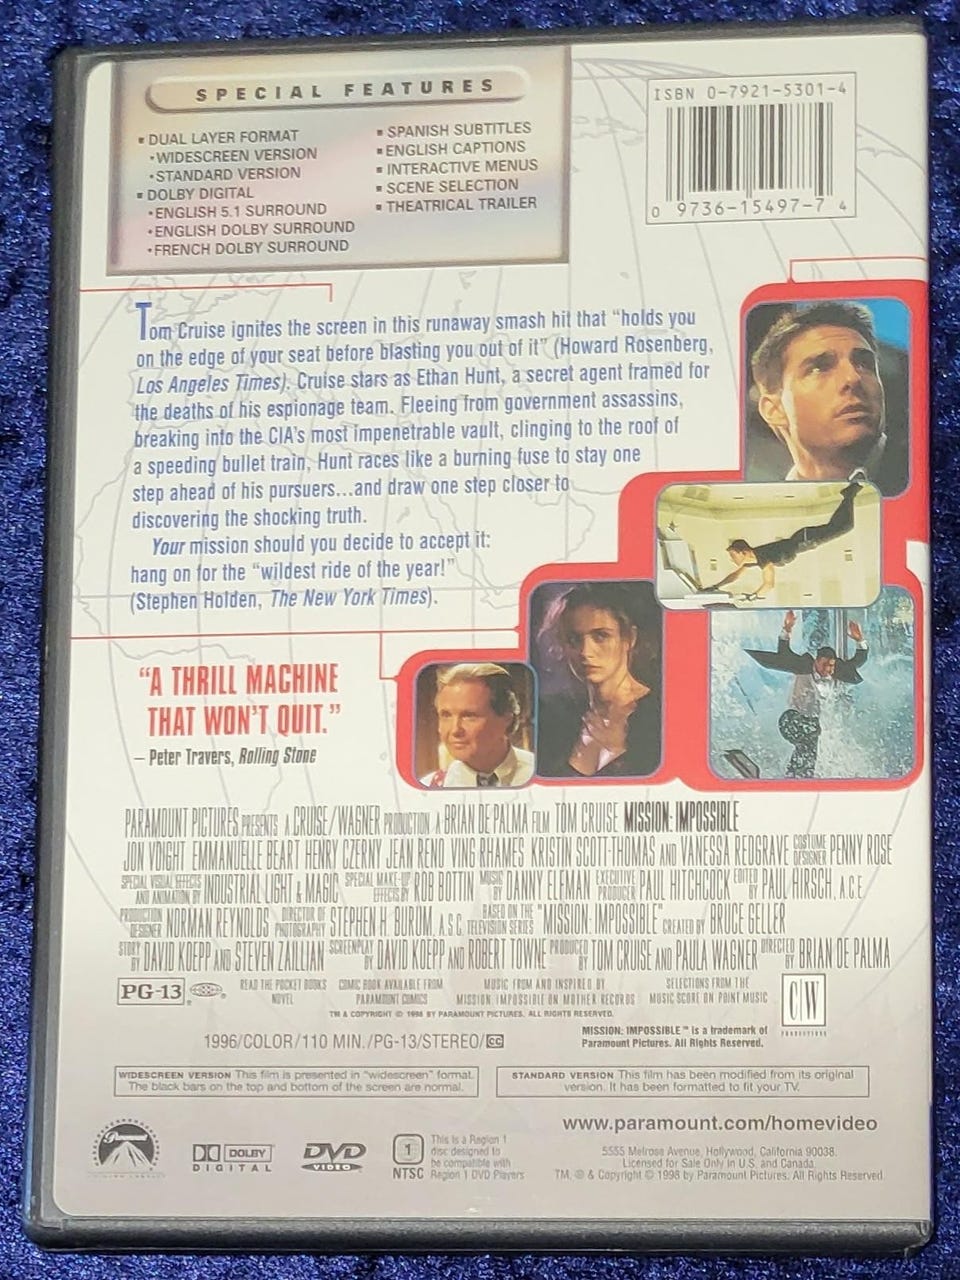 SPECIAL FEATURES
▪ DUAL LAYER FORMAT
•WIDESCREEN VERSION
•STANDARD VERSION
▪ DOLBY DIGITAL
•ENGLISH 5.1 SURROUND
•ENGLISH DOLBY SURROUND
•FRENCH DOLBY SURROUND
▪ SPANISH SUBTITLES
▪ ENGLISH CAPTIONS
▪ INTERACTIVE MENUS
▪ SCENE SELECTION
▪ THEATRICAL TRAILER
ISBN 0-7921-5301-4
0 9736-15497-7 4
Tom Cruise ignites the screen in this runaway smash hit that “holds you
on the edge of your seat before blasting you out of it” (Howard Rosenberg,
Los Angeles Times). Cruise stars as Ethan Hunt, a secret agent framed for
the deaths of his espionage team. Fleeing from government assassins,
breaking into the CIA's most impenetrable vault, clinging to the roof of
a speeding bullet train, Hunt races like a burning fuse to stay one
step ahead of his pursuers...and draw one step closer to
discovering the shocking truth.
Your mission should you decide to accept it:
hang on for the “wildest ride of the year!”
(Stephen Holden, The New York Times).
“A THRILL MACHINE
THAT WON'T QUIT.”
– Peter Travers, Rolling Stone
PARAMOUNT PICTURES PRESENTS A CRUISE/WAGNER PRODUCTION A BRIAN DE PALMA FILM TOM CRUISE MISSION: IMPOSSIBLE
JON VOIGHT EMMANUELLE BEART HENRY CZERNY JEAN RENO VING RHAMES KRISTIN SCOTT-THOMAS AND VANESSA REDGRAVE COSTUME DESIGNER PENNY ROSE
SPECIAL VISUAL EFFECTS AND ANIMATION BY INDUSTRIAL LIGHT & MAGIC SPECIAL MAKE-UP EFFECTS BY ROB BOTTIN MUSIC BY DANNY ELFMAN EXECUTIVE PRODUCER PAUL HITCHCOCK EDITED BY PAUL HIRSCH, A.C.E.
PRODUCTION DESIGNER NORMAN REYNOLDS DIRECTOR OF PHOTOGRAPHY STEPHEN H. BURUM, A.S.C. BASED ON THE TELEVISION SERIES "MISSION: IMPOSSIBLE" CREATED BY BRUCE GELLER
STORY BY DAVID KOEPP AND STEVEN ZAILLIAN SCREENPLAY BY DAVID KOEPP AND ROBERT TOWNE PRODUCED BY TOM CRUISE AND PAULA WAGNER DIRECTED BY BRIAN DE PALMA
PG-13
READ THE POCKET BOOKS NOVEL
COMIC BOOK AVAILABLE FROM PARAMOUNT COMICS
MUSIC FROM AND INSPIRED BY MISSION: IMPOSSIBLE ON MOTHER RECORDS
SELECTIONS FROM THE MUSIC SCORE ON POINT MUSIC
C/W
PRODUCTIONS
TM & COPYRIGHT © 1996 BY PARAMOUNT PICTURES. ALL RIGHTS RESERVED.
1996/COLOR/110 MIN./PG-13/STEREO/CC
MISSION: IMPOSSIBLE™ is a trademark of
Paramount Pictures. All Rights Reserved.
WIDESCREEN VERSION This film is presented in "widescreen" format.
The black bars on the top and bottom of the screen are normal.
STANDARD VERSION This film has been modified from its original
version. It has been formatted to fit your TV.
www.paramount.com/homevideo
Paramount
DOLBY
DIGITAL
DVD
VIDEO
1
NTSC
This is a Region 1
disc designed to
be compatible with
Region 1 DVD Players
5555 Melrose Avenue, Hollywood, California 90038.
Licensed for Sale Only in U.S. and Canada.
TM, ® & Copyright © 1998 by Paramount Pictures. All Rights Reserved.